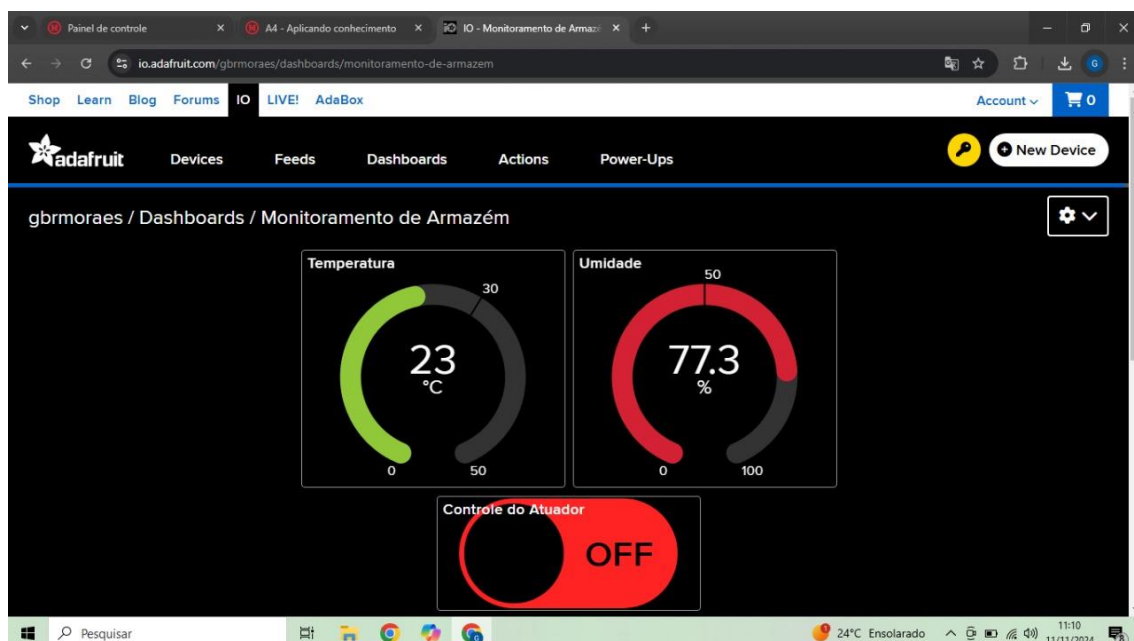 Painel de controle
A4 - Aplicando conhecimento
IO - Monitoramento de Armazé
io.adafruit.com/gbrmoraes/dashboards/monitoramento-de-armazem
G
Shop Learn Blog Forums IO LIVE! AdaBox
Account
0
adafruit
Devices Feeds Dashboards Actions Power-Ups
New Device
gbrmoraes / Dashboards / Monitoramento de Armazém
Temperatura
30
23
°C
0 50
Umidade
50
77.3
%
0 100
Controle do Atuador
OFF
Pesquisar
24°C Ensolarado
11:10
11/11/2024